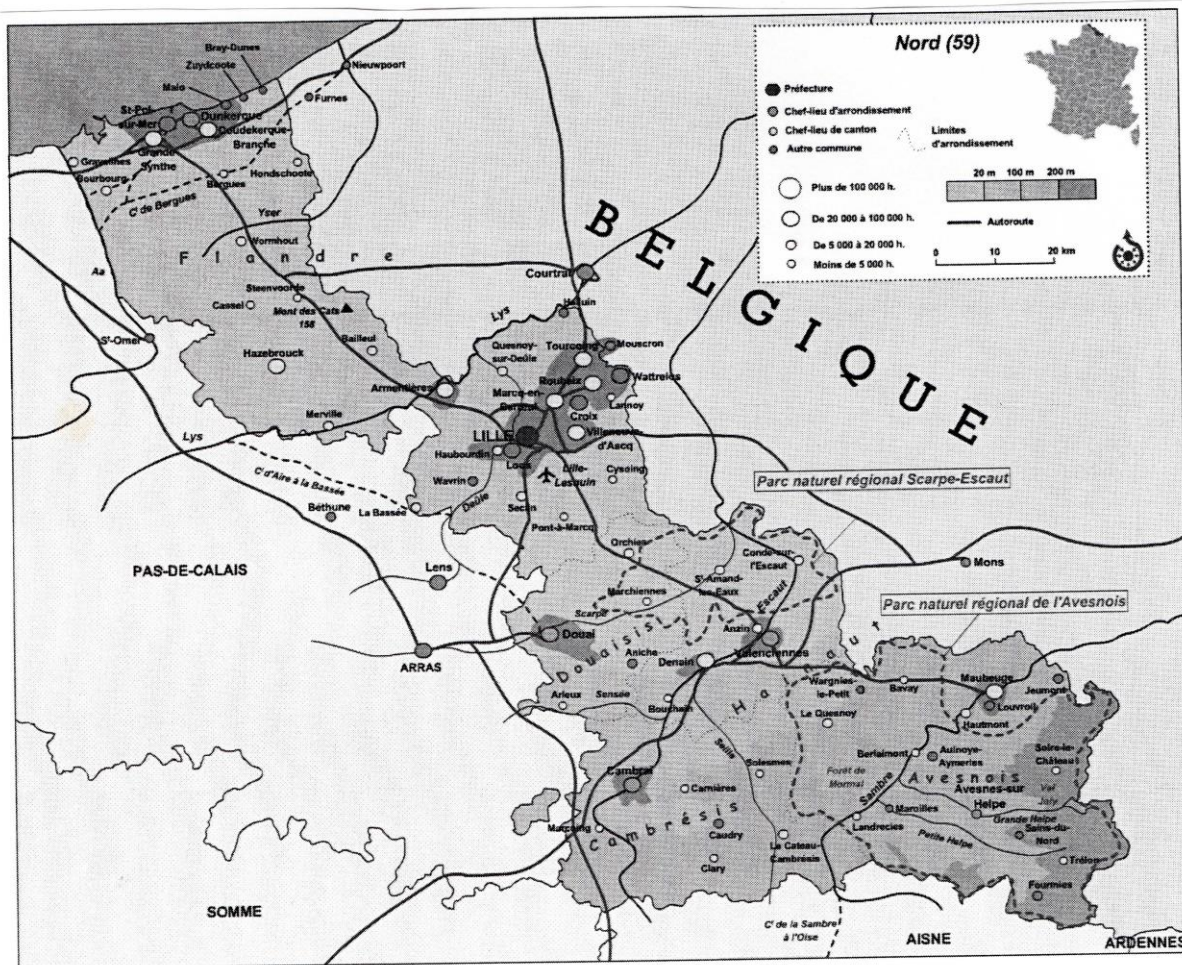 Nord (59)
Préfecture
Chef-lieu d'arrondissement
Chef-lieu de canton
Autre commune
Limites
d'arrondissement
Plus de 100 000 h.
De 20 000 à 100 000 h.
De 5 000 à 20 000 h.
Moins de 5 000 h.
20 m 100 m 200 m
Autoroute
0 10 20 km
Bray-Dunes
Zuydcoote
Malo
Nieuwpoort
Furnes
St-Pol-
sur-Mer
Dunkerque
Coudekerque-
Branche
Grande
Synthe
Gravelines
Bourbourg
Bergues
Hondschoote
Cl de Bergues
Yser
Wormhout
Flandre
Aa
Steenvoorde
Cassel
Mont des Cats
158
Bailleul
St-Omer
Hazebrouck
Armentières
Merville
Lys
Lys
BELGIQUE
Courtrai
Halluin
Quesnoy-
sur-Deûle
Tourcoing
Mouscron
Roubaix
Wattrelos
Marcq-en-
Baroeul
Lannoy
Croix
LILLE
Villeneuve-
d'Ascq
Haubourdin
Loos
Lille-
Lesquin
Cysoing
Wavrin
Deûle
Seclin
Pont-à-Marcq
Cl d'Aire à la Bassée
La Bassée
Béthune
Lens
PAS-DE-CALAIS
ARRAS
Parc naturel régional Scarpe-Escaut
Orchies
Condé-sur-
l'Escaut
St-Amand-
les-Eaux
Escaut
Mons
Marchiennes
Scarpe
Parc naturel régional de l'Avesnois
Douai
Douaisis
Anzin
Valenciennes
Aniche
Denain
Hainaut
Arleux
Sensée
Bouchain
Wargnies-
le-Petit
Bavay
Maubeuge
Jeumont
Louvroil
Hautmont
Le Quesnoy
Selle
Solesmes
Berlaimont
Aulnoye-
Aymeries
Solre-le-
Château
Forêt de
Mormal
Sambre
Avesnois
Avesnes-sur
Helpe
Val
Joly
Cambrai
Carnières
Maroilles
Grande Helpe
Landrecies
Petite Helpe
Sains-du-
Nord
Marcoing
Cambrésis
Caudry
Le Cateau-
Cambrésis
Trélon
Clary
Fourmies
SOMME
Cl de la Sambre
à l'Oise
AISNE
ARDENNES